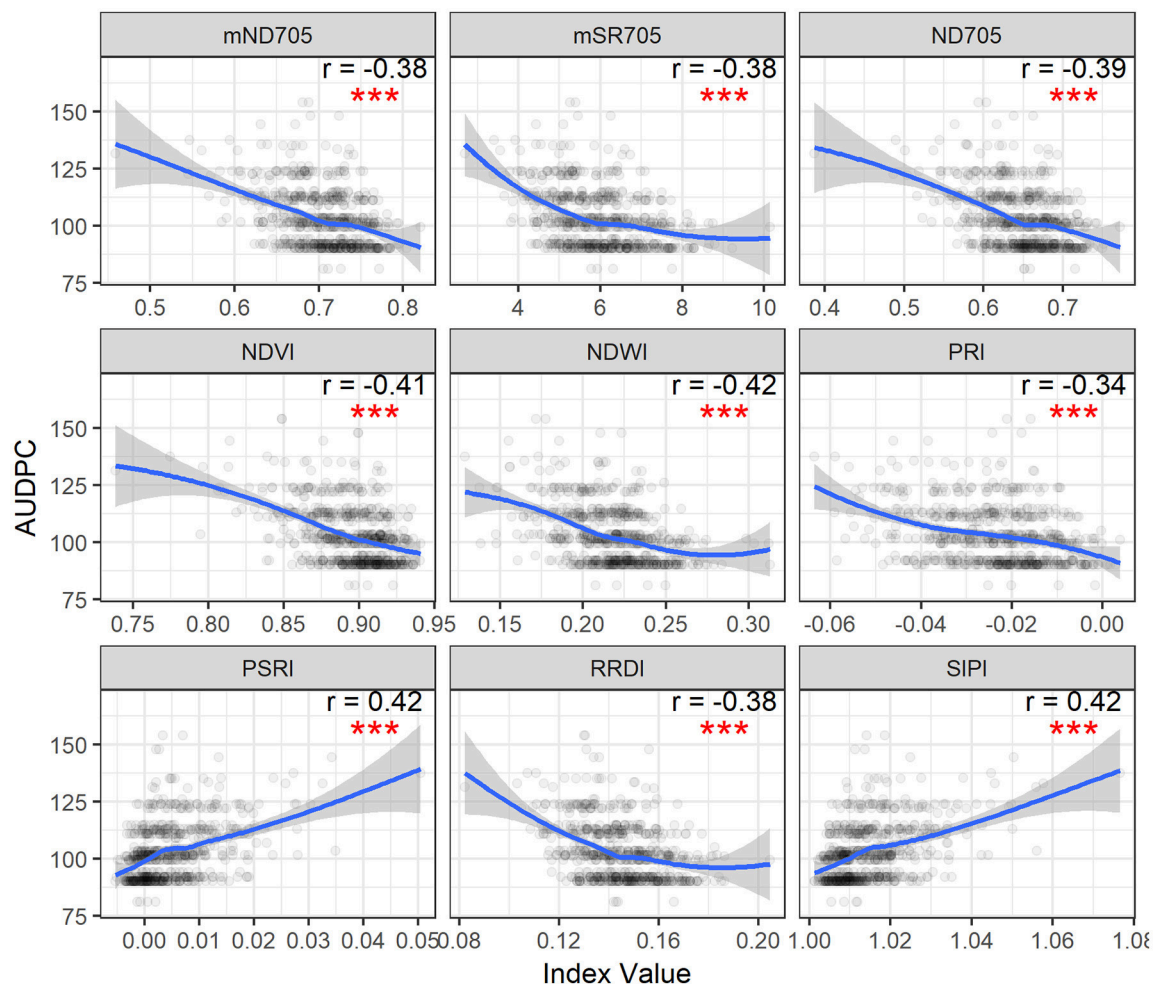 mND705 mSR705 ND705
r = -0.38 r = -0.38 r = -0.39
*** *** ***
150
125
100
75
0.5 0.6 0.7 0.8 4 6 8 10 0.4 0.5 0.6 0.7
NDVI NDWI PRI
r = -0.41 r = -0.42 r = -0.34
*** *** ***
150
125
100
75
AUDPC
0.75 0.80 0.85 0.90 0.95 0.15 0.20 0.25 0.30 -0.06 -0.04 -0.02 0.00
PSRI RRDI SIPI
r = 0.42 r = -0.38 r = 0.42
*** *** ***
150
125
100
75
0.00 0.01 0.02 0.03 0.04 0.05 0.08 0.12 0.16 0.20 1.00 1.02 1.04 1.06
Index Value